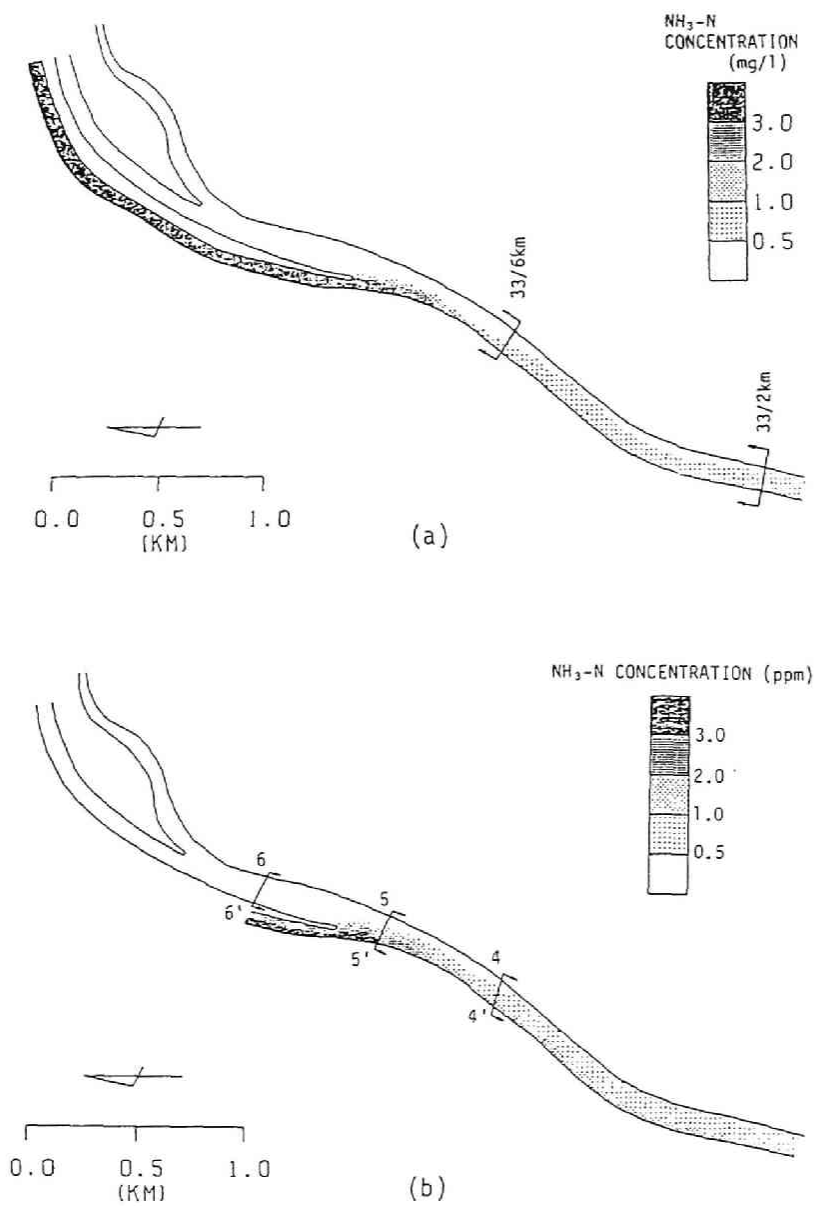 NH₃-N
CONCENTRATION
(mg/l)
3.0
2.0
1.0
0.5
33/6km
33/2km
0.0 0.5 1.0
(KM)
(a)
NH₃-N CONCENTRATION (ppm)
3.0
2.0
1.0
0.5
6
6'
5
5'
4
4'
0.0 0.5 1.0
(KM)
(b)